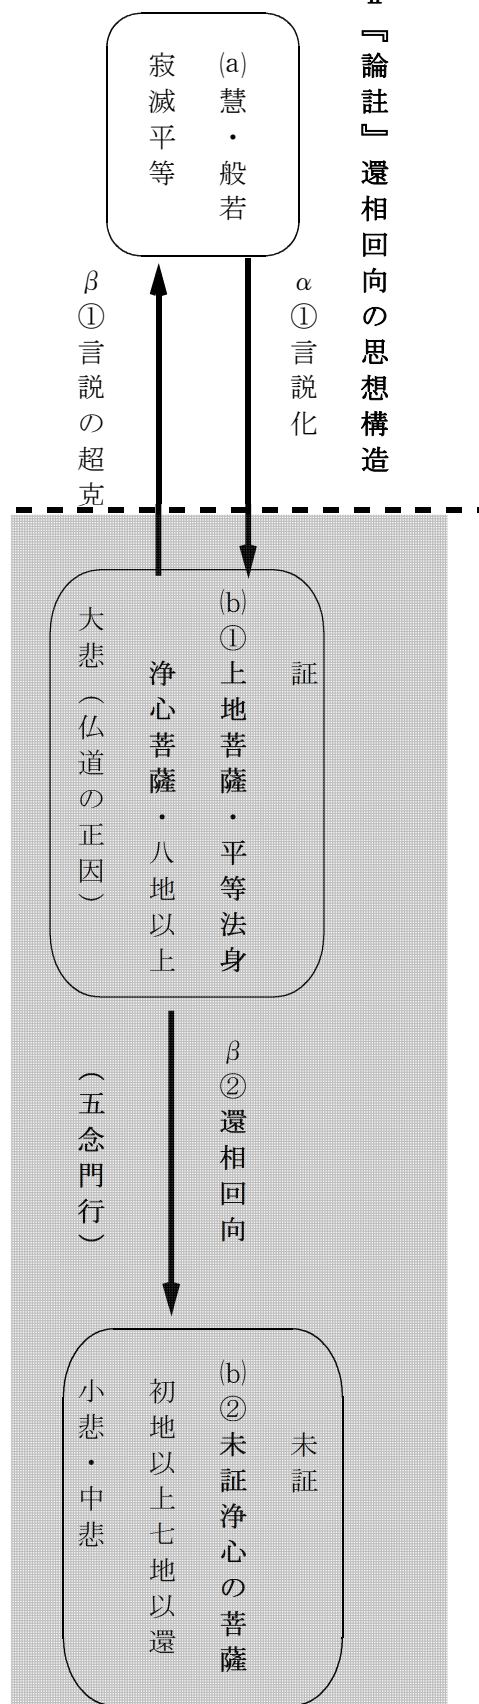 『論註』還相回向の思想構造
(a)慧・般若
寂滅平等
α①言説化
β①言説の超克
証
(b)①上地菩薩・平等法身
浄心菩薩・八地以上
大悲（仏道の正因）
β②還相回向
（五念門行）
未証
(b)②未証浄心の菩薩
初地以上七地以還
小悲・中悲